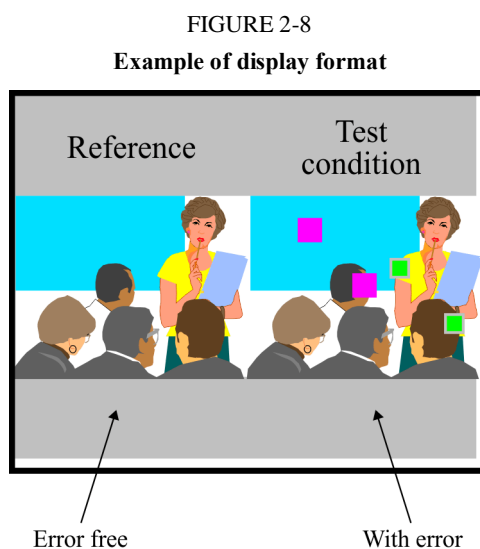 FIGURE 2-8
Example of display format
Reference
Test
condition
Error free
With error